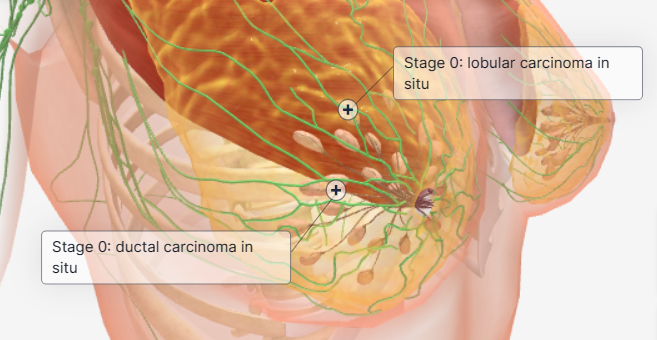 Stage 0: lobular carcinoma in
situ
Stage 0: ductal carcinoma in
situ